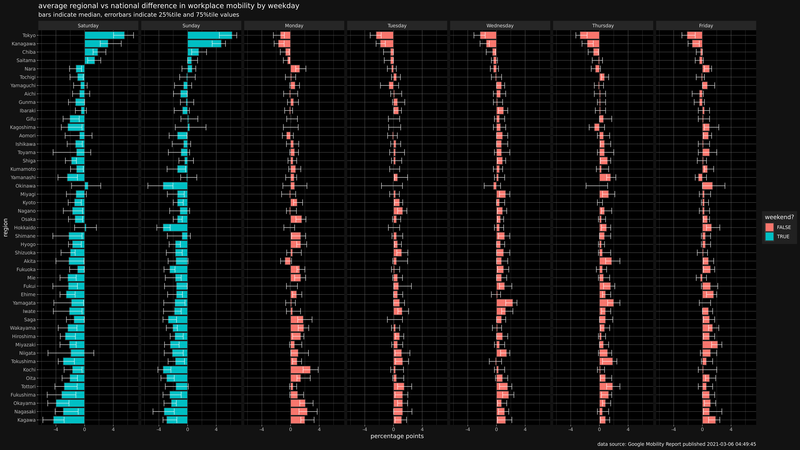 average regional vs national difference in workplace mobility by weekday
bars indicate median, errorbars indicate 25%tile and 75%tile values
Saturday Sunday Monday Tuesday Wednesday Thursday Friday
Tokyo
Kanagawa
Chiba
Saitama
Nara
Tochigi
Yamaguchi
Aichi
Gunma
Ibaraki
Gifu
Kagoshima
Aomori
Ishikawa
Toyama
Shiga
Kumamoto
Yamanashi
Okinawa
Miyagi
Kyoto
Nagano
Osaka
Hokkaido
Shimane
Hyogo
Shizuoka
Akita
Fukuoka
Mie
Fukui
Ehime
Yamagata
Iwate
Saga
Wakayama
Hiroshima
Miyazaki
Niigata
Tokushima
Kochi
Oita
Tottori
Fukushima
Okayama
Nagasaki
Kagawa
region
-4 0 4 -4 0 4 -4 0 4 -4 0 4 -4 0 4 -4 0 4 -4 0 4
percentage points
weekend?
FALSE
TRUE
data source: Google Mobility Report published 2021-03-06 04:49:45